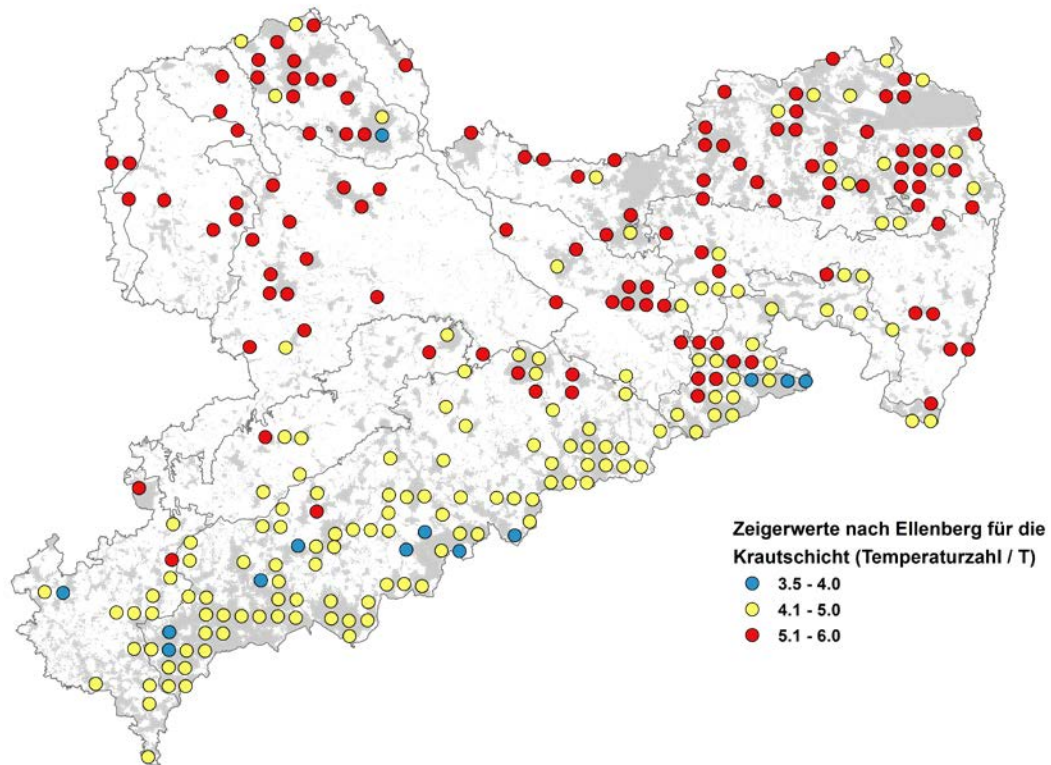 Zeigerwerte nach Ellenberg für die
Krautschicht (Temperaturzahl / T)
3.5 - 4.0
4.1 - 5.0
5.1 - 6.0